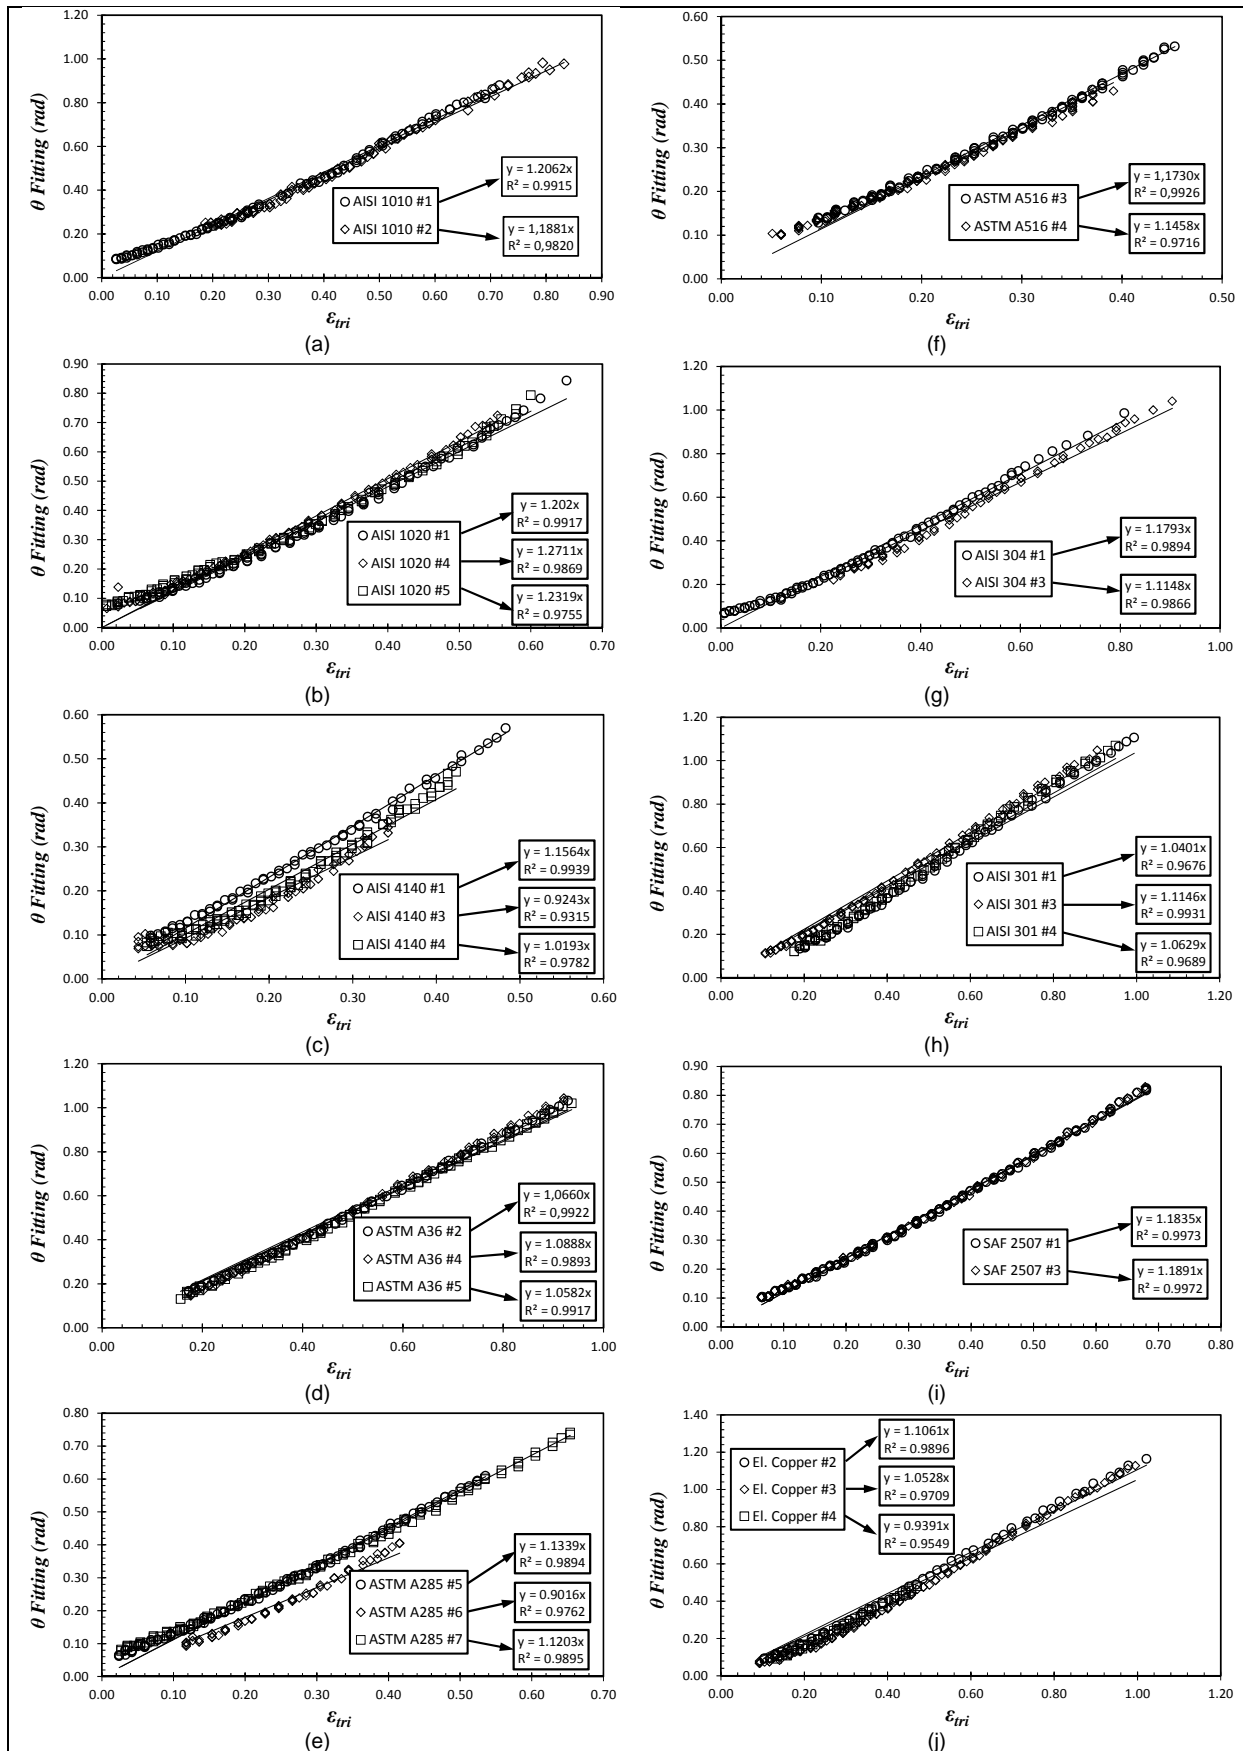 θ Fitting (rad)
1.20
1.00
0.80
0.60
0.40
0.20
0.00
AISI 1010 #1
AISI 1010 #2
y = 1.2062x
R² = 0.9915
y = 1,1881x
R² = 0,9820
0.00 0.10 0.20 0.30 0.40 0.50 0.60 0.70 0.80 0.90
εtri
(a)
θ Fitting (rad)
0.90
0.80
0.70
0.60
0.50
0.40
0.30
0.20
0.10
0.00
AISI 1020 #1
AISI 1020 #4
AISI 1020 #5
y = 1.202x
R² = 0.9917
y = 1.2711x
R² = 0.9869
y = 1.2319x
R² = 0.9755
0.00 0.10 0.20 0.30 0.40 0.50 0.60 0.70
εtri
(b)
θ Fitting (rad)
0.60
0.50
0.40
0.30
0.20
0.10
0.00
AISI 4140 #1
AISI 4140 #3
AISI 4140 #4
y = 1.1564x
R² = 0.9939
y = 0.9243x
R² = 0.9315
y = 1.0193x
R² = 0.9782
0.00 0.10 0.20 0.30 0.40 0.50 0.60
εtri
(c)
θ Fitting (rad)
1.20
1.00
0.80
0.60
0.40
0.20
0.00
ASTM A36 #2
ASTM A36 #4
ASTM A36 #5
y = 1,0660x
R² = 0,9922
y = 1.0888x
R² = 0.9893
y = 1.0582x
R² = 0.9917
0.00 0.20 0.40 0.60 0.80 1.00
εtri
(d)
θ Fitting (rad)
0.80
0.70
0.60
0.50
0.40
0.30
0.20
0.10
0.00
ASTM A285 #5
ASTM A285 #6
ASTM A285 #7
y = 1.1339x
R² = 0.9894
y = 0.9016x
R² = 0.9762
y = 1.1203x
R² = 0.9895
0.00 0.10 0.20 0.30 0.40 0.50 0.60 0.70
εtri
(e)
θ Fitting (rad)
0.60
0.50
0.40
0.30
0.20
0.10
0.00
ASTM A516 #3
ASTM A516 #4
y = 1,1730x
R² = 0,9926
y = 1.1458x
R² = 0.9716
0.00 0.10 0.20 0.30 0.40 0.50
εtri
(f)
θ Fitting (rad)
1.20
1.00
0.80
0.60
0.40
0.20
0.00
AISI 304 #1
AISI 304 #3
y = 1.1793x
R² = 0.9894
y = 1.1148x
R² = 0.9866
0.00 0.20 0.40 0.60 0.80 1.00
εtri
(g)
θ Fitting (rad)
1.20
1.00
0.80
0.60
0.40
0.20
0.00
AISI 301 #1
AISI 301 #3
AISI 301 #4
y = 1.0401x
R² = 0.9676
y = 1.1146x
R² = 0.9931
y = 1.0629x
R² = 0.9689
0.00 0.20 0.40 0.60 0.80 1.00 1.20
εtri
(h)
θ Fitting (rad)
0.90
0.80
0.70
0.60
0.50
0.40
0.30
0.20
0.10
0.00
SAF 2507 #1
SAF 2507 #3
y = 1.1835x
R² = 0.9973
y = 1.1891x
R² = 0.9972
0.00 0.10 0.20 0.30 0.40 0.50 0.60 0.70 0.80
εtri
(i)
θ Fitting (rad)
1.40
1.20
1.00
0.80
0.60
0.40
0.20
0.00
El. Copper #2
El. Copper #3
El. Copper #4
y = 1.1061x
R² = 0.9896
y = 1.0528x
R² = 0.9709
y = 0.9391x
R² = 0.9549
0.00 0.20 0.40 0.60 0.80 1.00 1.20
εtri
(j)